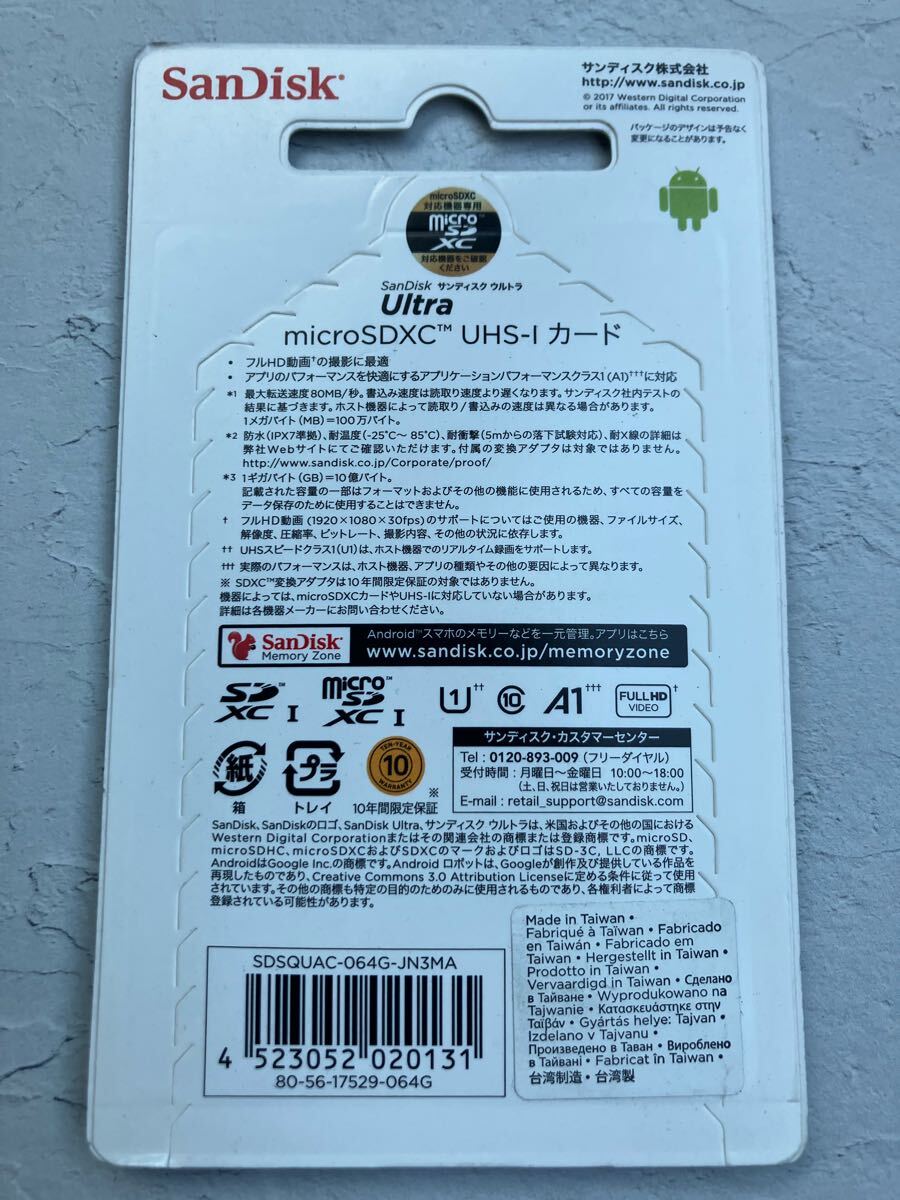 SanDisk
サンディスク株式会社
http://www.sandisk.co.jp
© 2017 Western Digital Corporation
or its affiliates. All rights reserved.
パッケージのデザインは予告なく
変更になることがあります。
microSDXC
対応機器専用
micro SD XC™
対応機器をご確認
ください
SanDisk サンディスク ウルトラ
Ultra
microSDXC™ UHS-I カード
• フルHD動画†の撮影に最適
• アプリのパフォーマンスを快適にするアプリケーションパフォーマンスクラス1 (A1)†††に対応
*1 最大転送速度80MB/秒。書込み速度は読取り速度より遅くなります。サンディスク社内テストの
結果に基づきます。ホスト機器によって読取り/書込みの速度は異なる場合があります。
1メガバイト(MB)=100万バイト。
*2 防水(IPX7準拠)、耐温度(-25℃～ 85℃)、耐衝撃(5mからの落下試験対応)、耐X線の詳細は
弊社Webサイトにてご確認いただけます。付属の変換アダプタは対象ではありません。
http://www.sandisk.co.jp/Corporate/proof/
*3 1ギガバイト(GB)=10億バイト。
記載された容量の一部はフォーマットおよびその他の機能に使用されるため、すべての容量を
データ保存のために使用することはできません。
† フルHD動画 (1920×1080×30fps)のサポートについてはご使用の機器、ファイルサイズ、
解像度、圧縮率、ビットレート、撮影内容、その他の状況に依存します。
†† UHSスピードクラス1(U1)は、ホスト機器でのリアルタイム録画をサポートします。
††† 実際のパフォーマンスは、ホスト機器、アプリの種類やその他の要因によって異なります。
※ SDXC™変換アダプタは10年間限定保証の対象ではありません。
機器によっては、microSDXCカードやUHS-Iに対応していない場合があります。
詳細は各機器メーカーにお問い合わせください。
SanDisk®
Memory Zone
Android™スマホのメモリーなどを一元管理。アプリはこちら
www.sandisk.co.jp/memoryzone
SD XC™ I micro SD XC™ I U1†† 10 A1††† FULL HD VIDEO†
サンディスク・カスタマーセンター
Tel : 0120-893-009 (フリーダイヤル)
受付時間 : 月曜日〜金曜日 10:00〜18:00
(土、日、祝日は営業いたしておりません。)
E-mail : retail_support@sandisk.com
紙
箱
プラ
トレイ
TEN-YEAR
10
WARRANTY
※
10年間限定保証
SanDisk, SanDiskのロゴ, SanDisk Ultra, サンディスク ウルトラは、米国およびその他の国における
Western Digital Corporationまたはその関連会社の商標または登録商標です。microSD、
microSDHC、microSDXCおよびSDXCのマークおよびロゴはSD-3C, LLCの商標です。
AndroidはGoogle Inc.の商標です。Android ロボットは、Googleが創作及び提供している作品を
再現したものであり、Creative Commons 3.0 Attribution Licenseに定める条件に従って使用
されています。その他の商標も特定の目的のためのみに使用されるものであり、各権利者によって商標
登録されている可能性があります。
SDSQUAC-064G-JN3MA
4 523052 020131
80-56-17529-064G
Made in Taiwan •
Fabriqué à Taïwan • Fabricado
en Taiwán • Fabricado em
Taiwan • Hergestellt in Taiwan •
Prodotto in Taiwan •
Vervaardigd in Taiwan • Сделано
в Тайване • Wyprodukowano na
Tajwanie • Κατασκευάστηκε στην
Ταϊβάν • Gyártás helye: Tajvan •
Izdelano v Tajvanu •
Произведено в Таван • Вироблено
в Тайвані • Fabricat în Taiwan •
台湾制造 • 台湾製